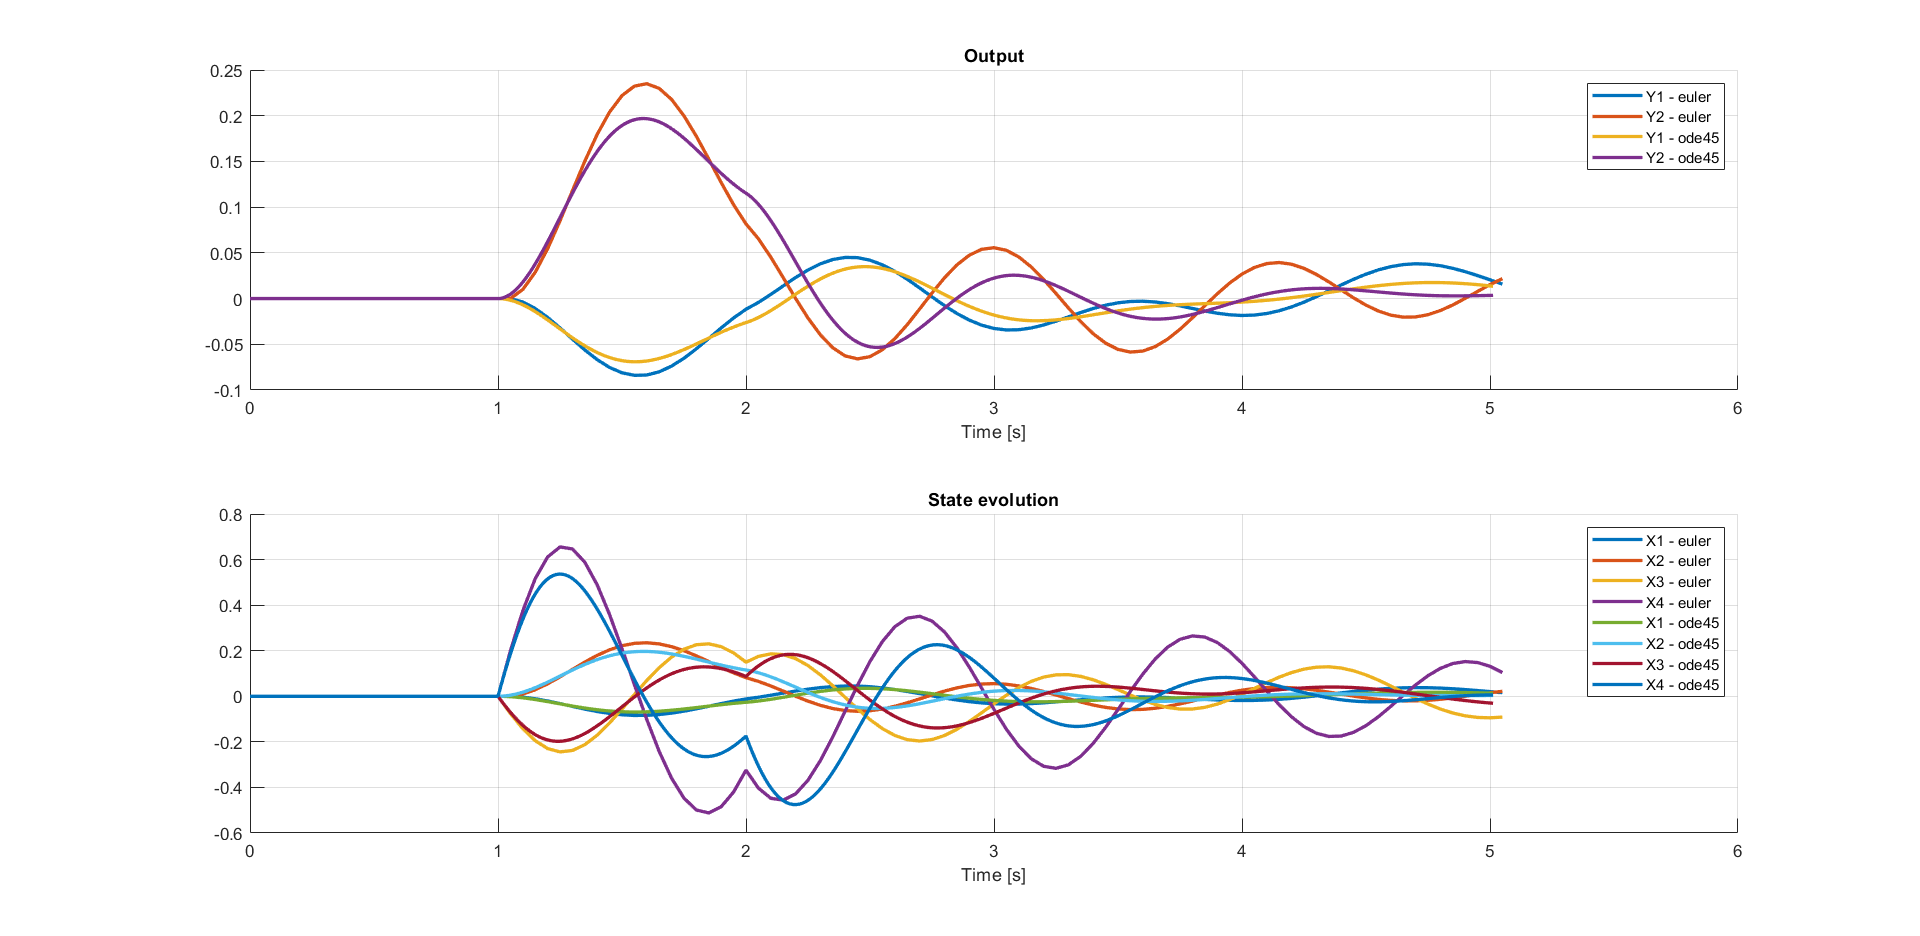 Output
0.25
0.2
0.15
0.1
0.05
0
-0.05
-0.1
0 1 2 3 4 5 6
Time [s]
Y1 - euler
Y2 - euler
Y1 - ode45
Y2 - ode45
State evolution
0.8
0.6
0.4
0.2
0
-0.2
-0.4
-0.6
0 1 2 3 4 5 6
Time [s]
X1 - euler
X2 - euler
X3 - euler
X4 - euler
X1 - ode45
X2 - ode45
X3 - ode45
X4 - ode45